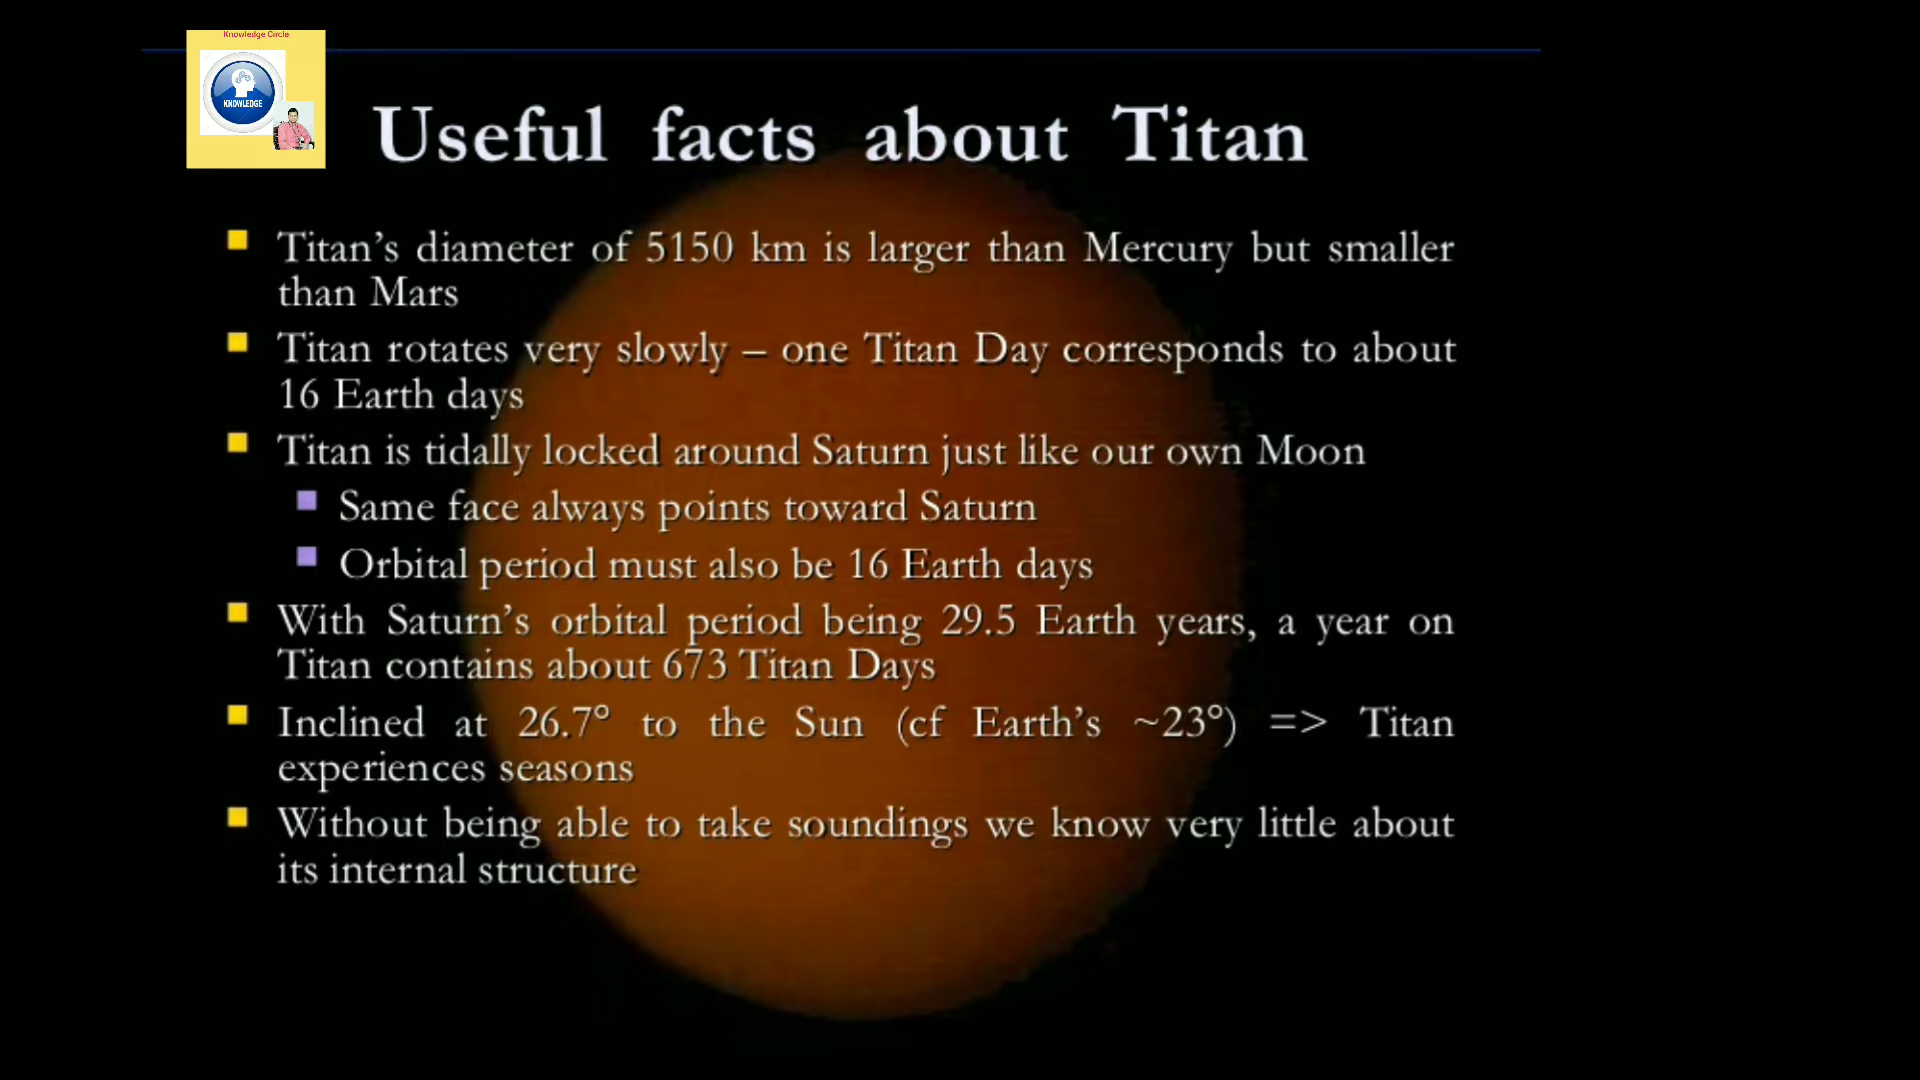 Knowledge Circle
KNOWLEDGE
Useful facts about Titan
Titan’s diameter of 5150 km is larger than Mercury but smaller
than Mars
Titan rotates very slowly – one Titan Day corresponds to about
16 Earth days
Titan is tidally locked around Saturn just like our own Moon
Same face always points toward Saturn
Orbital period must also be 16 Earth days
With Saturn’s orbital period being 29.5 Earth years, a year on
Titan contains about 673 Titan Days
Inclined at 26.7° to the Sun (cf Earth’s ~23°) => Titan
experiences seasons
Without being able to take soundings we know very little about
its internal structure